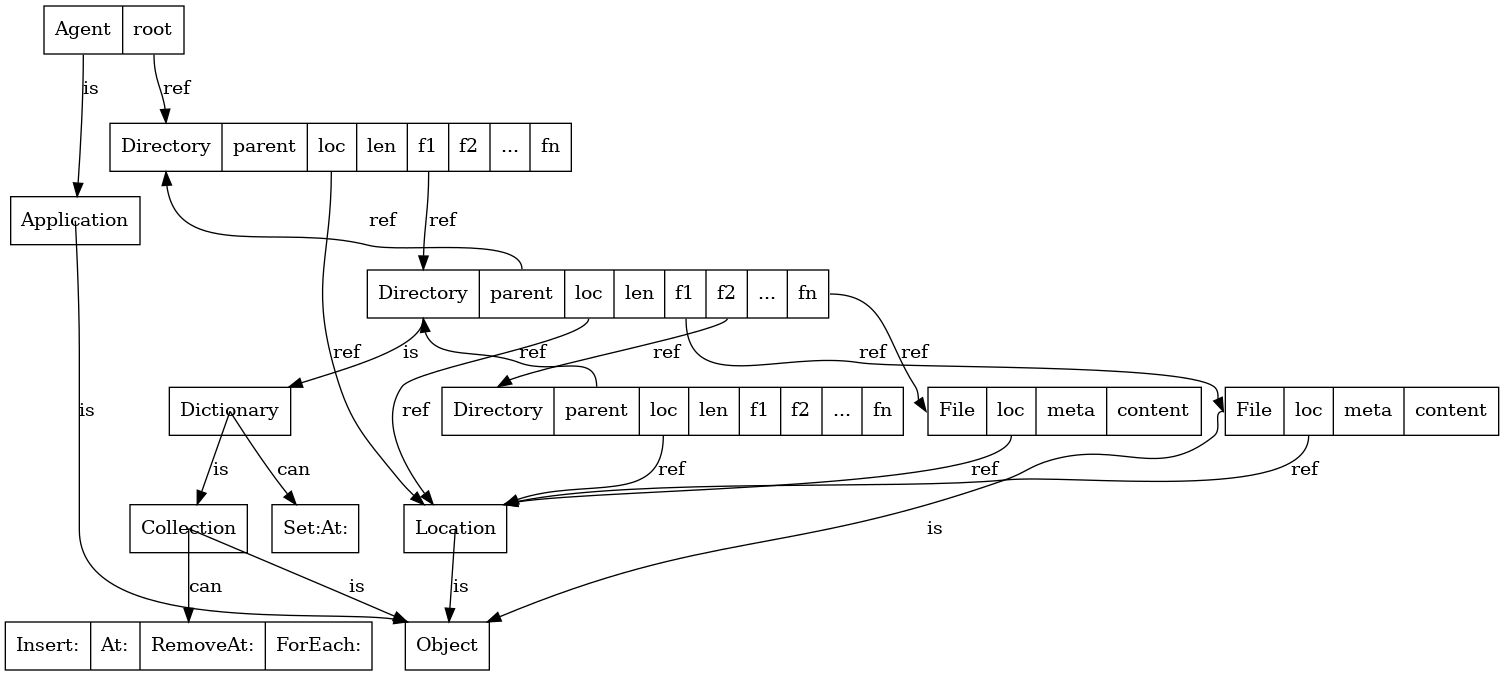 Agent root
is ref
Directory parent loc len f1 f2 ... fn
Application ref ref
Directory parent loc len f1 f2 ... fn
ref is ref ref ref ref
Dictionary ref Directory parent loc len f1 f2 ... fn File loc meta content File loc meta content
is
is can ref ref ref
Collection Set:At: Location is
can is is
Insert: At: RemoveAt: ForEach: Object